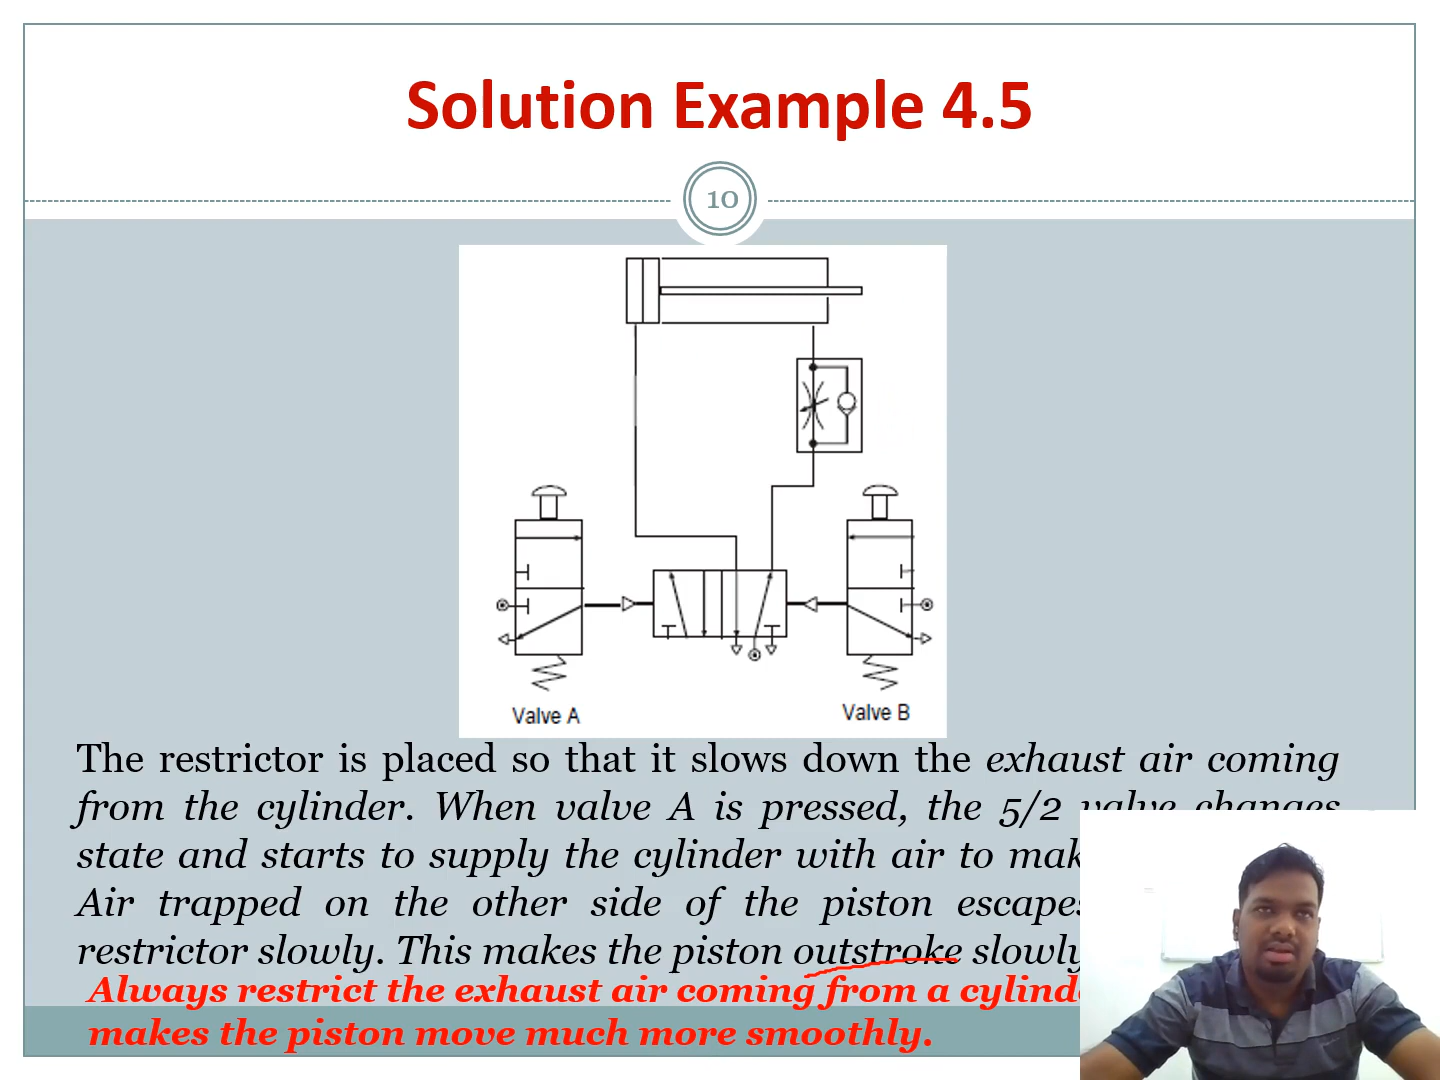 Solution Example 4.5
10
Valve A
Valve B
The restrictor is placed so that it slows down the exhaust air coming
from the cylinder. When valve A is pressed, the 5/2 valve changes
state and starts to supply the cylinder with air to
Air trapped on the other side of the piston
restrictor slowly. This makes the piston outstroke slowly
Always restrict the exhaust air coming from a
makes the piston move much more smoothly.